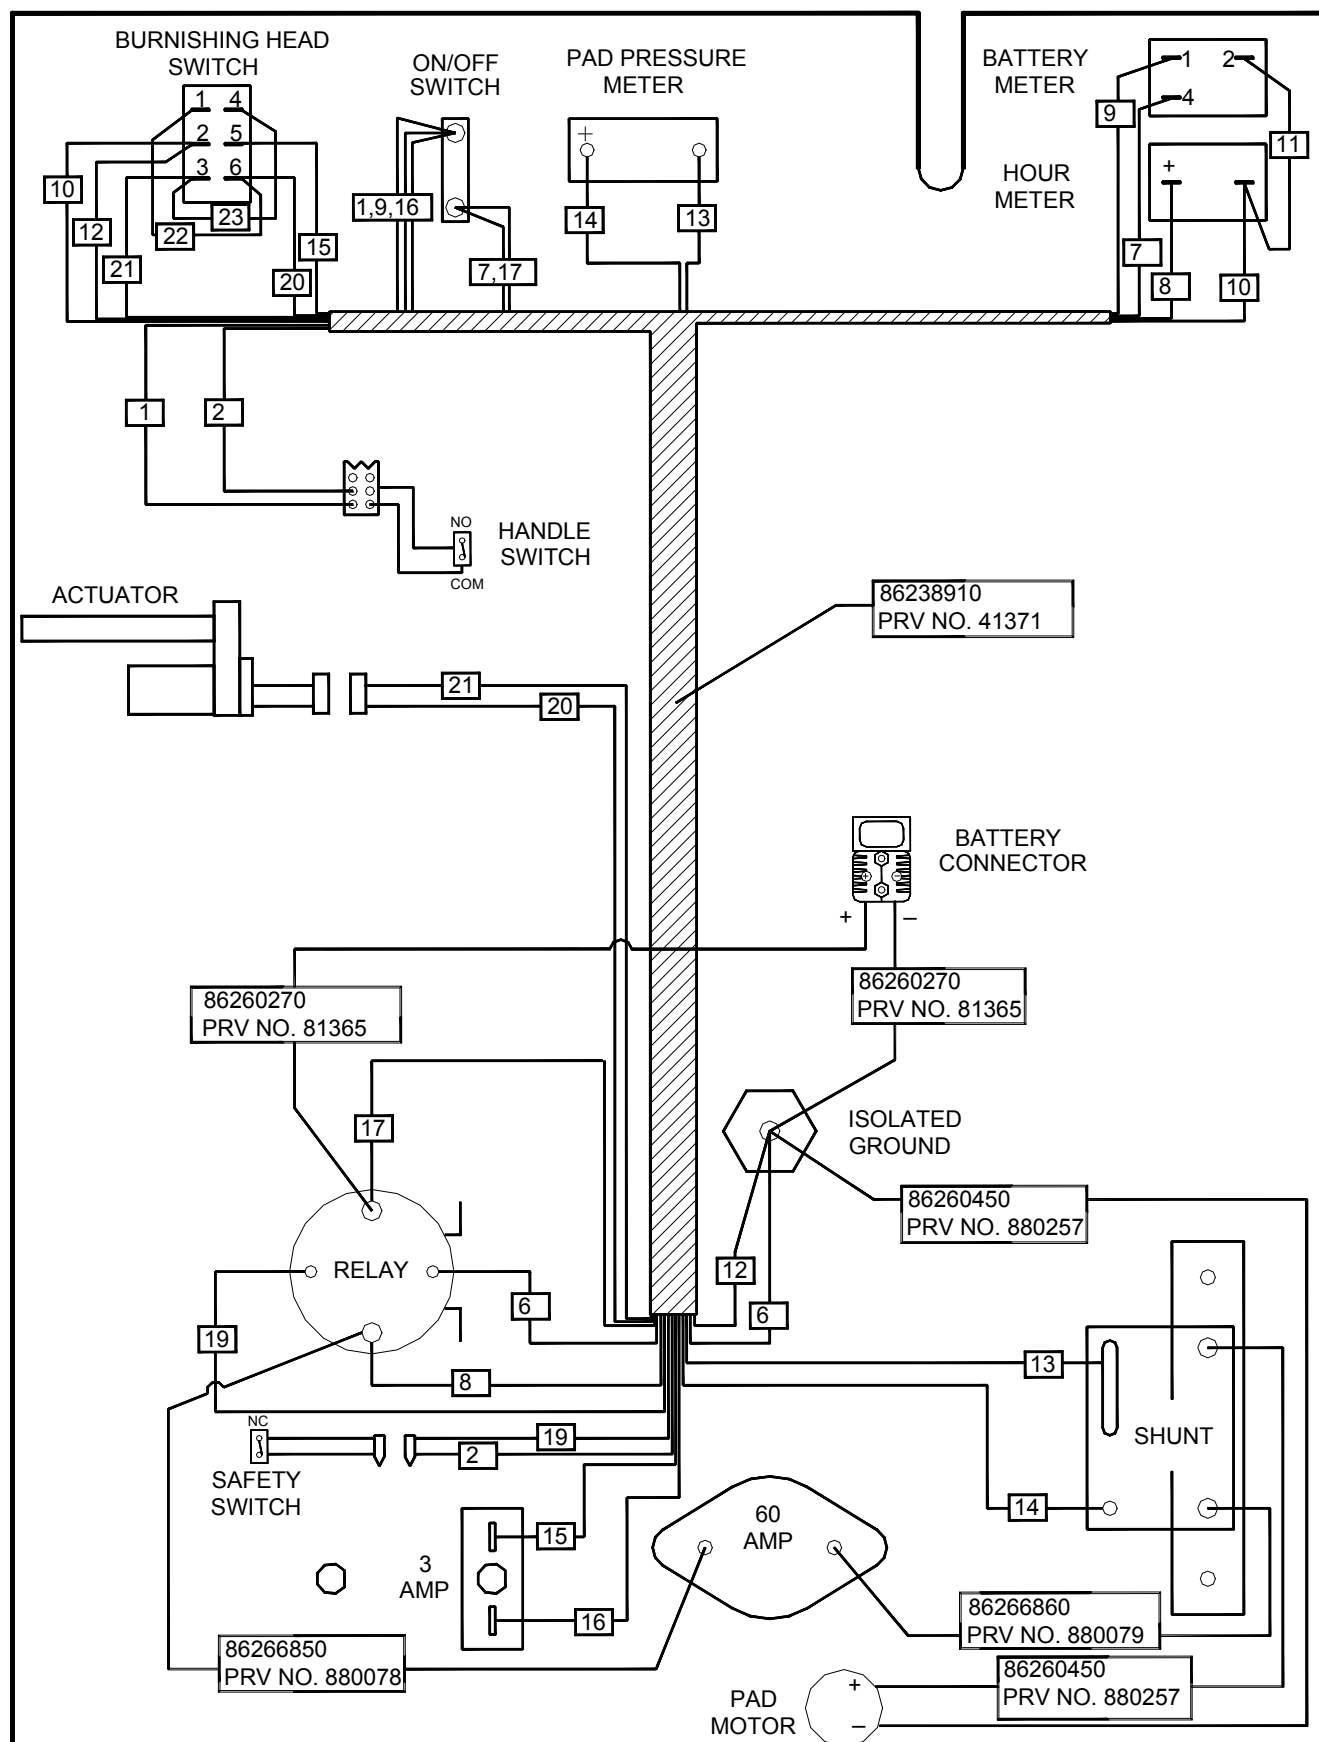 BURNISHING HEAD
SWITCH
ON/OFF
SWITCH
PAD PRESSURE
METER
BATTERY
METER
HOUR
METER
1 4
2 5
3 6
10
12
21
22
23
20
15
1,9,16
7,17
+
14
13
1 2
4
9
11
+
7
8
10
1
2
NO
COM
HANDLE
SWITCH
ACTUATOR
21
20
86238910
PRV NO. 41371
BATTERY
CONNECTOR
+ –
+ –
86260270
PRV NO. 81365
86260270
PRV NO. 81365
17
ISOLATED
GROUND
86260450
PRV NO. 880257
RELAY
12
6
6
19
8
13
NC
19
2
SAFETY
SWITCH
SHUNT
14
15
3
AMP
16
60
AMP
86266860
PRV NO. 880079
86266850
PRV NO. 880078
86260450
PRV NO. 880257
PAD
MOTOR
+
–